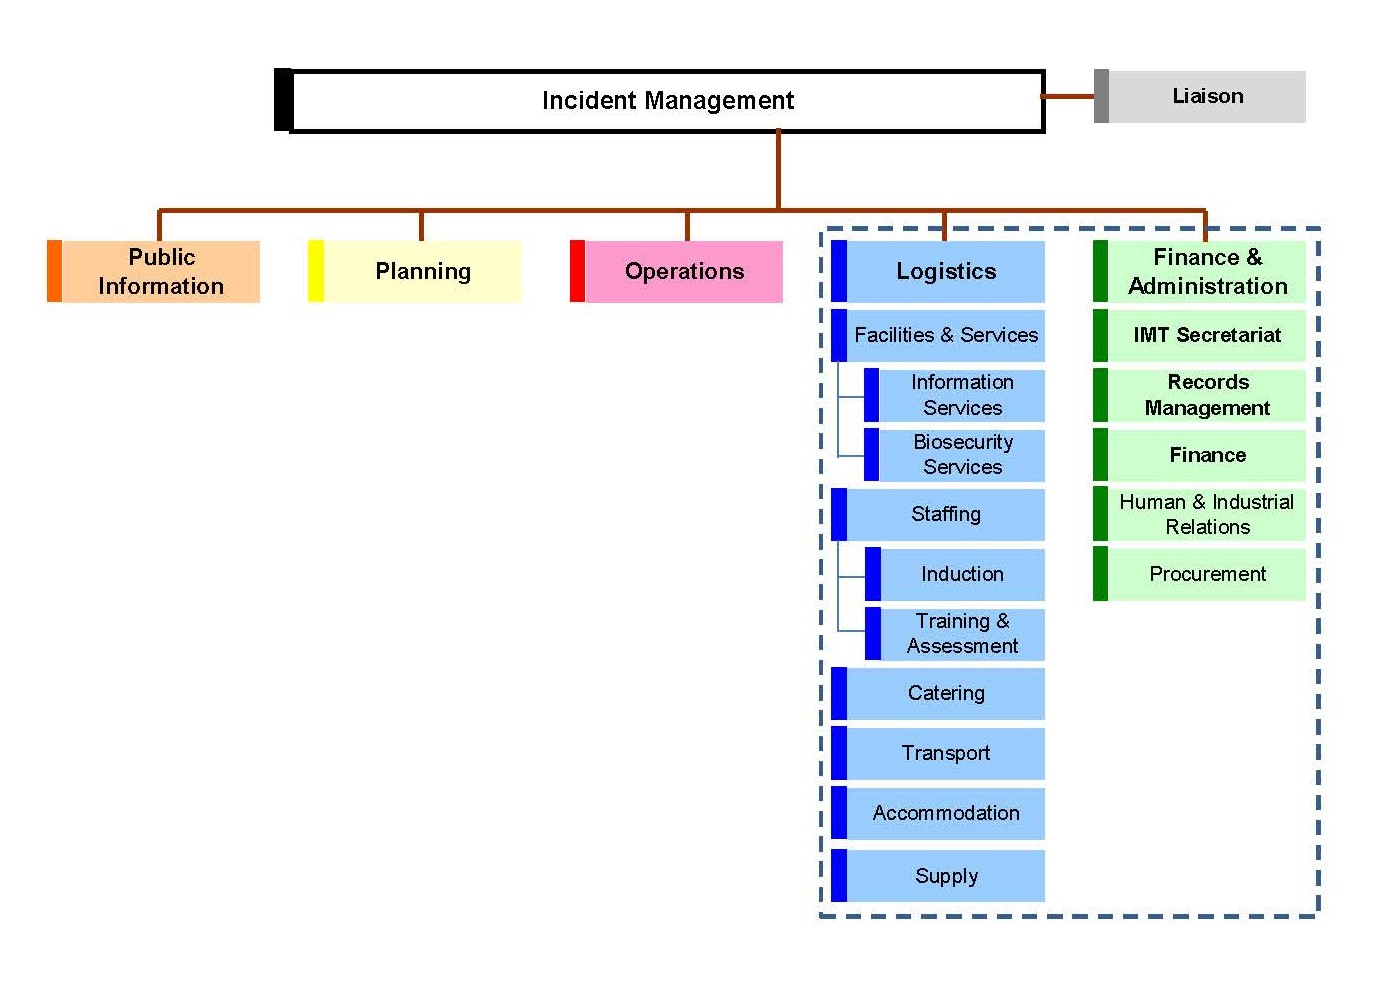 Incident Management
Liaison
Public
Information
Planning
Operations
Logistics
Finance &
Administration
Facilities & Services
Information
Services
Biosecurity
Services
Staffing
Induction
Training &
Assessment
Catering
Transport
Accommodation
Supply
IMT Secretariat
Records
Management
Finance
Human & Industrial
Relations
Procurement